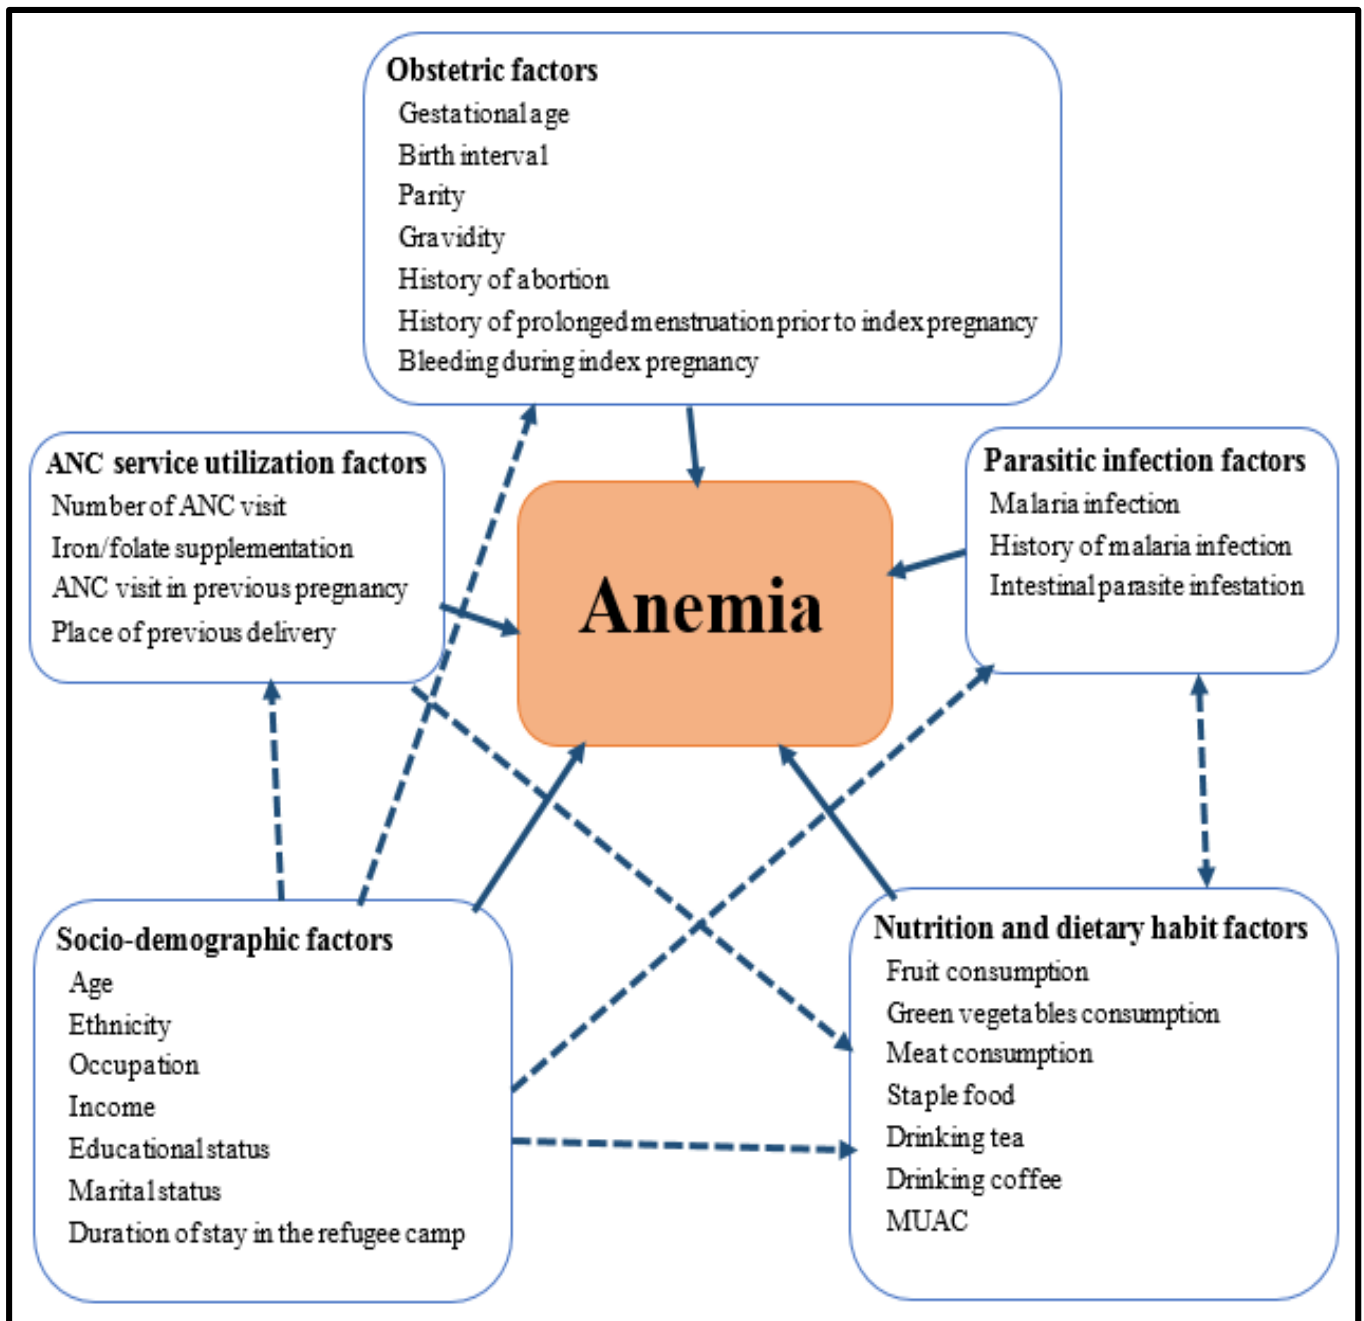 Obstetric factors
Gestational age
Birth interval
Parity
Gravidity
History of abortion
History of prolonged menstruation prior to index pregnancy
Bleeding during index pregnancy
ANC service utilization factors
Number of ANC visit
Iron/folate supplementation
ANC visit in previous pregnancy
Place of previous delivery
Anemia
Parasitic infection factors
Malaria infection
History of malaria infection
Intestinal parasite infestation
Socio-demographic factors
Age
Ethnicity
Occupation
Income
Educational status
Marital status
Duration of stay in the refugee camp
Nutrition and dietary habit factors
Fruit consumption
Green vegetables consumption
Meat consumption
Staple food
Drinking tea
Drinking coffee
MUAC